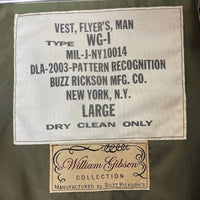 VEST, FLYER'S, MAN
TYPE WG-1
MIL-J-NY10014
DLA-2003-PATTERN RECOGNITION
BUZZ RICKSON MFG. CO.
NEW YORK, N.Y.
LARGE
DRY CLEAN ONLY
William Gibson
COLLECTION
MANUFACTURED BY BUZZ RICKSON'S